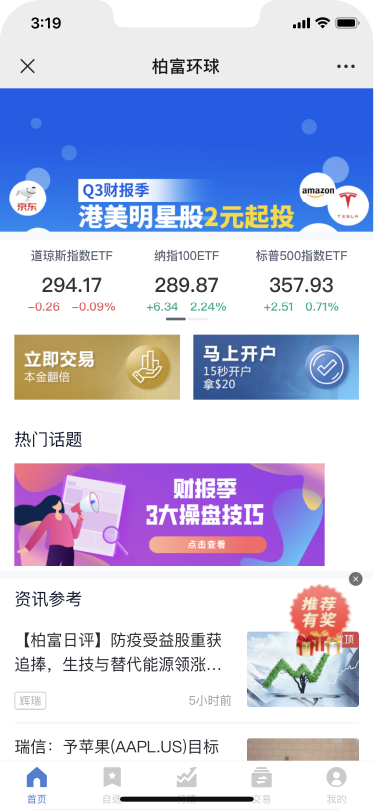 3:19
柏富环球
Q3财报季
港美明星股2元起投
京东
amazon
TESLA
道琼斯指数ETF
294.17
−0.26 −0.09%
纳指100ETF
289.87
+6.34 2.24%
标普500指数ETF
357.93
+2.51 0.71%
立即交易
本金翻倍
马上开户
15秒开户
拿$20
热门话题
财报季
3大操盘技巧
点击查看
资讯参考
推荐
有奖
【柏富日评】防疫受益股重获
追捧，生技与替代能源领涨...
辉瑞
5小时前
顶
瑞信：予苹果(AAPL.US)目标
首页
自选
交易
我的